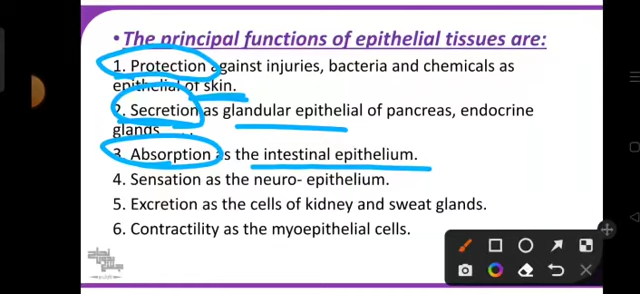 •The principal functions of epithelial tissues are:
1. Protection against injuries, bacteria and chemicals as
epithelial of skin.
2. Secretion as glandular epithelial of pancreas, endocrine
glands
3. Absorption as the intestinal epithelium.
4. Sensation as the neuro- epithelium.
5. Excretion as the cells of kidney and sweat glands.
6. Contractility as the myoepithelial cells.